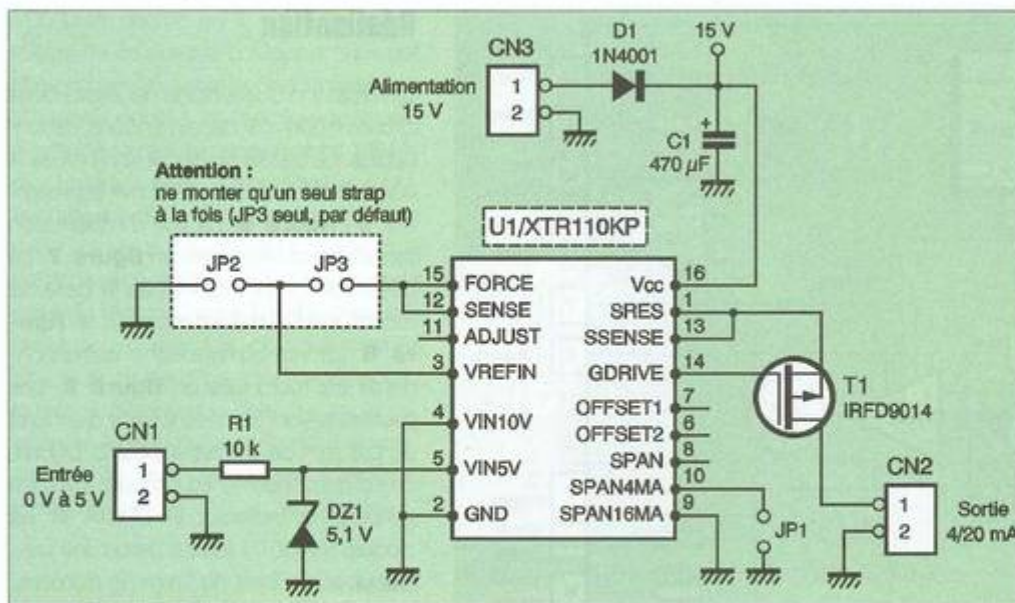 D1
1N4001
15 V
CN3
1
2
Alimentation
15 V
+
C1
470 µF
Attention :
ne monter qu'un seul strap
à la fois (JP3 seul, par défaut)
JP2
JP3
U1/XTR110KP
15
FORCE
12
SENSE
11
ADJUST
3
VREFIN
4
VIN10V
5
VIN5V
2
GND
Vcc
16
SRES
1
SSENSE
13
GDRIVE
14
OFFSET1
7
OFFSET2
6
SPAN
8
SPAN4MA
10
SPAN16MA
9
T1
IRFD9014
CN1
1
2
Entrée
0 V à 5 V
R1
10 k
DZ1
5,1 V
JP1
CN2
1
2
Sortie
4/20 mA